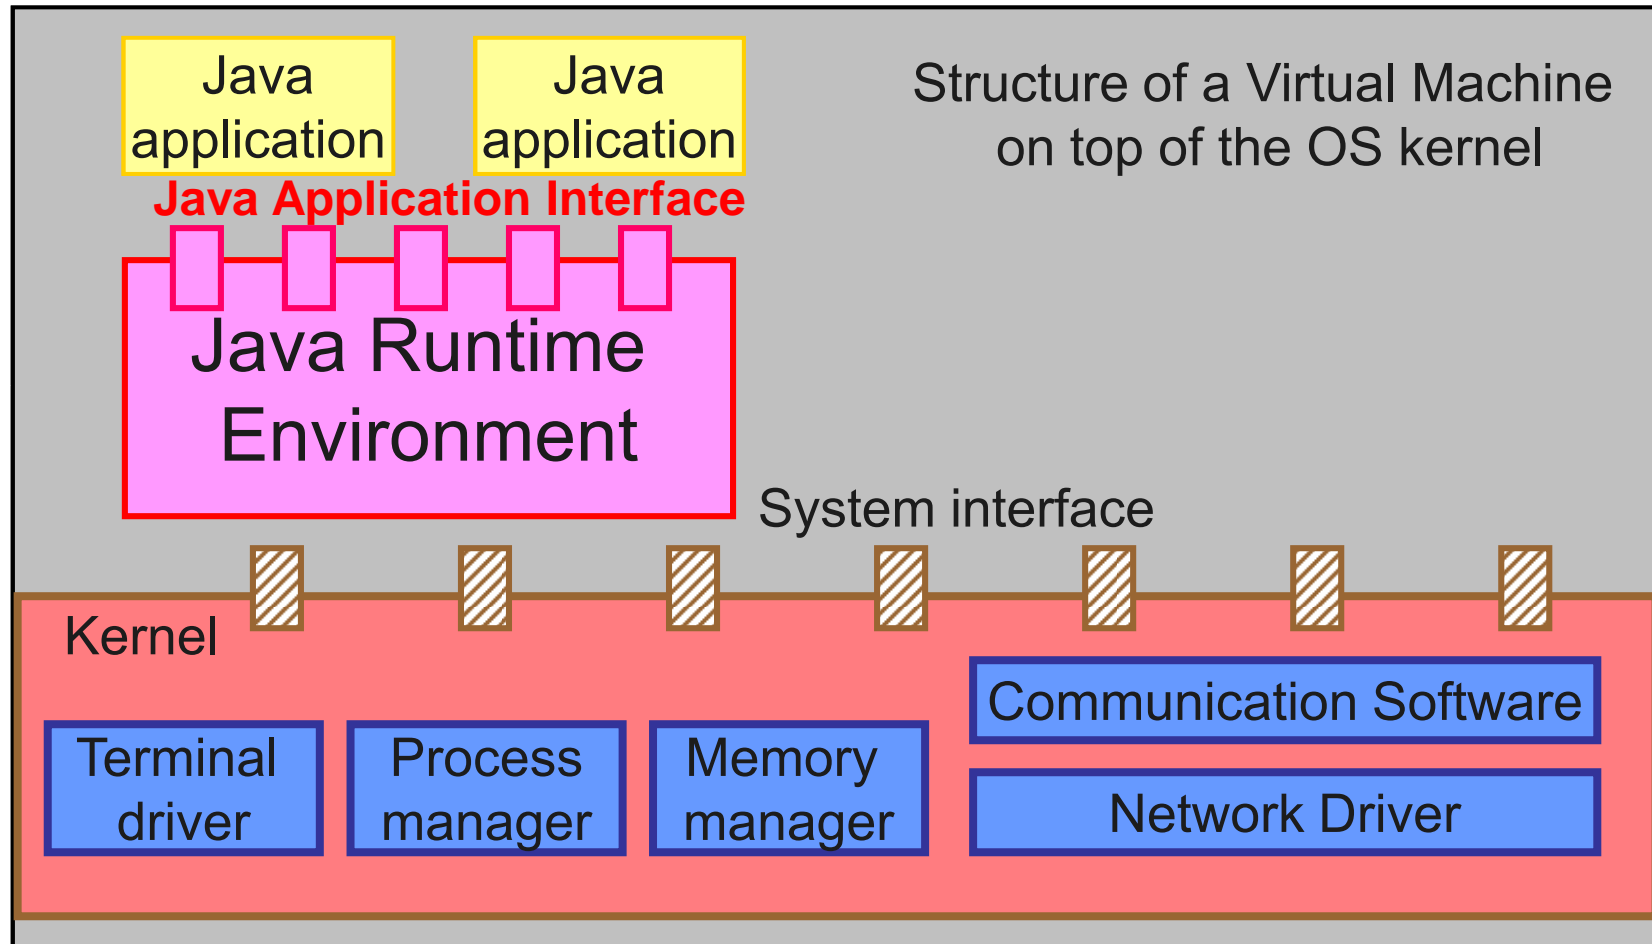 Java
application
Java
application
Structure of a Virtual Machine
on top of the OS kernel
Java Application Interface
Java Runtime
Environment
System interface
Kernel
Terminal
driver
Process
manager
Memory
manager
Communication Software
Network Driver